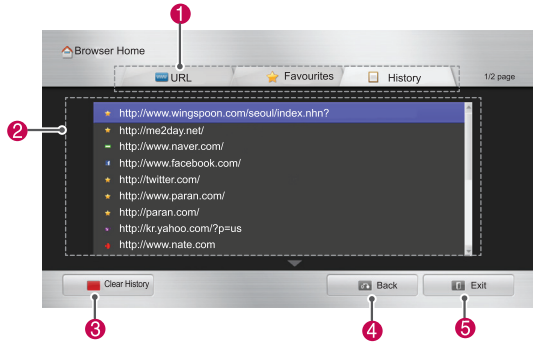 1
Browser Home
URL
Favourites
History
1/2 page
2
http://www.wingspoon.com/seoul/index.nhn?
http://me2day.net/
http://www.naver.com/
http://www.facebook.com/
http://twitter.com/
http://www.paran.com/
http://paran.com/
http://kr.yahoo.com/?p=us
http://www.nate.com
Clear History
Back
Exit
3
4
5